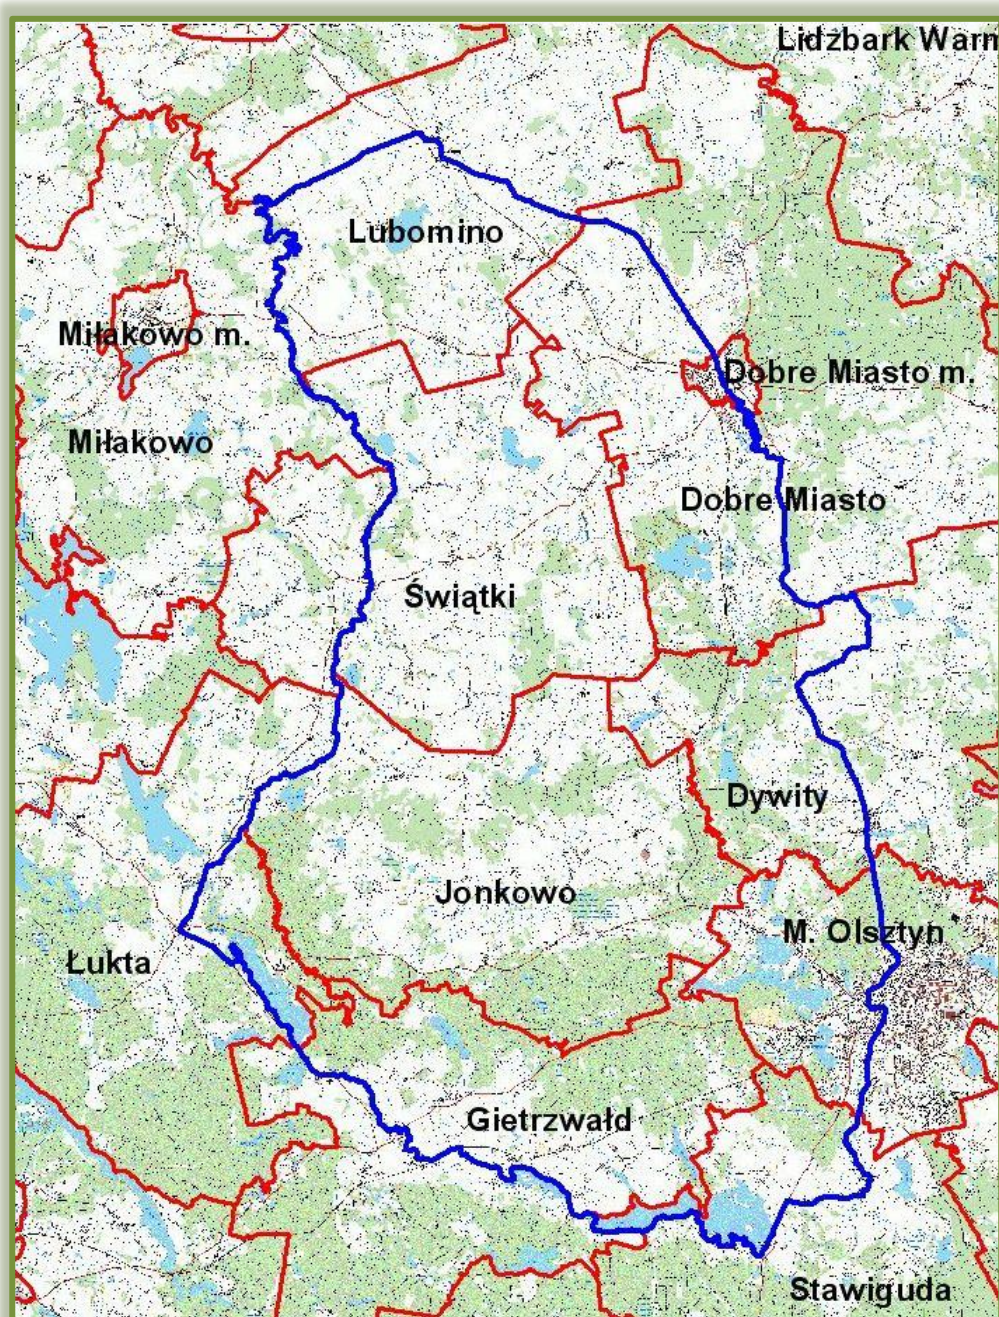 Lidzbark Warm
Lubomino
Miłakowo m.
Dobre Miasto m.
Miłakowo
Dobre Miasto
Świątki
Dywity
Jonkowo
M. Olsztyn
Łukta
Gietrzwałd
Stawiguda